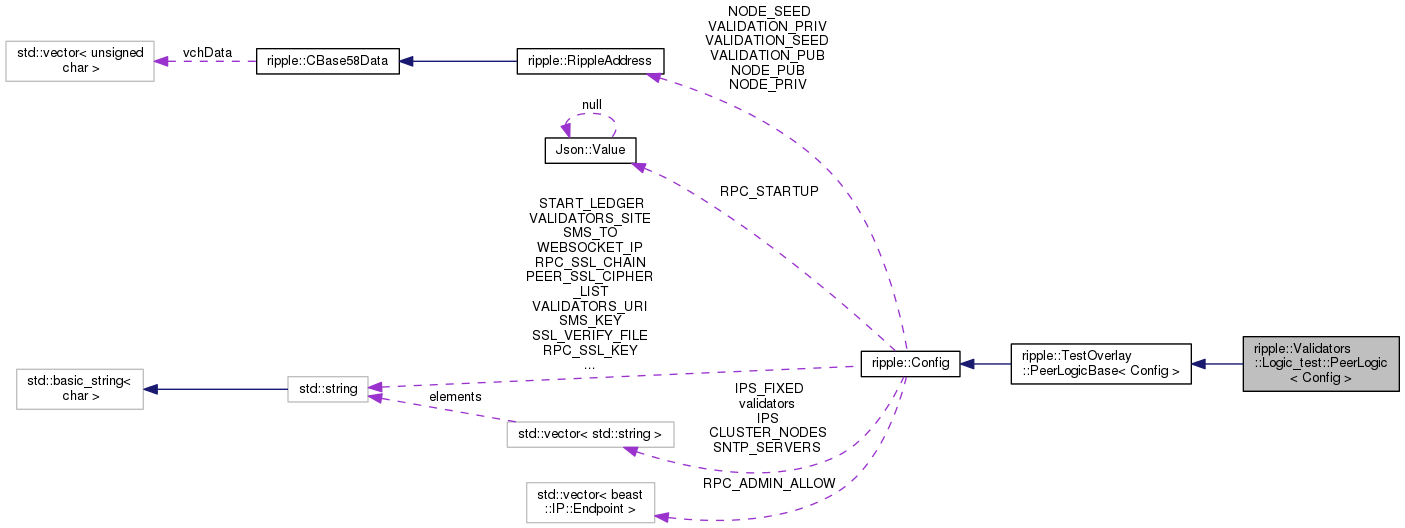 NODE_SEED
VALIDATION_PRIV
VALIDATION_SEED
VALIDATION_PUB
NODE_PUB
NODE_PRIV
std::vector< unsigned
char >
vchData
ripple::CBase58Data
ripple::RippleAddress
null
Json::Value
RPC_STARTUP
START_LEDGER
VALIDATORS_SITE
SMS_TO
WEBSOCKET_IP
RPC_SSL_CHAIN
PEER_SSL_CIPHER
_LIST
VALIDATORS_URI
SMS_KEY
SSL_VERIFY_FILE
RPC_SSL_KEY
...
ripple::Config
ripple::TestOverlay
::PeerLogicBase< Config >
ripple::Validators
::Logic_test::PeerLogic
< Config >
std::basic_string<
char >
std::string
elements
IPS_FIXED
validators
IPS
CLUSTER_NODES
SNTP_SERVERS
std::vector< std::string >
RPC_ADMIN_ALLOW
std::vector< beast
::IP::Endpoint >